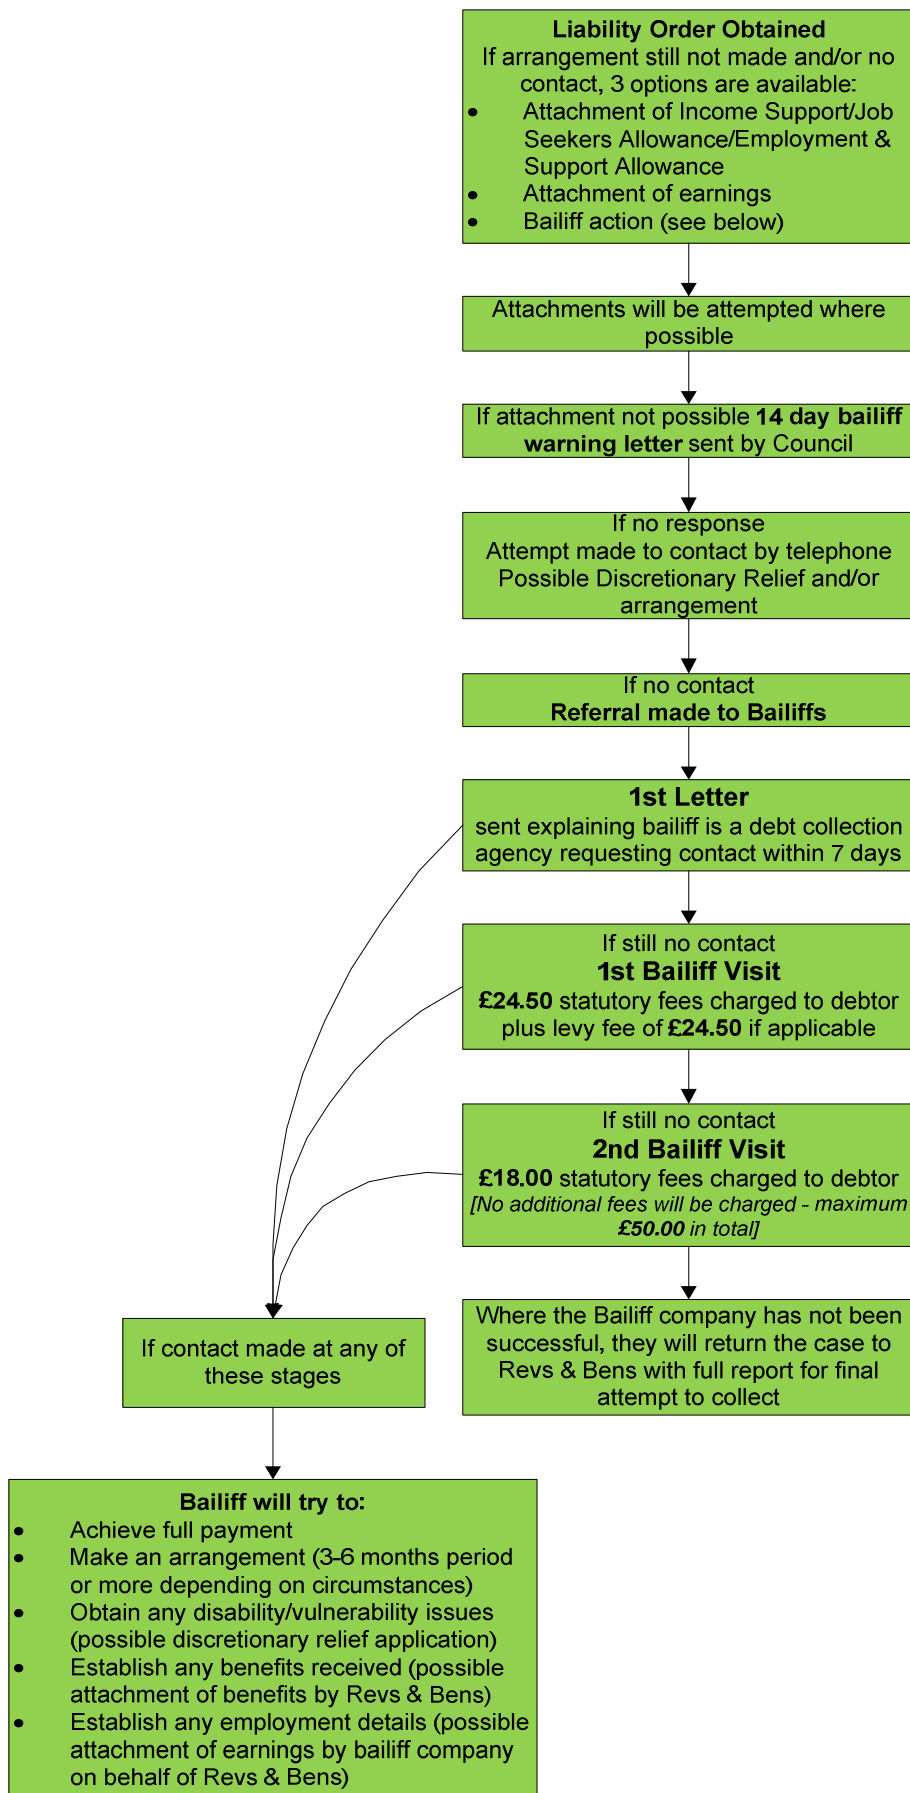 Liability Order Obtained
If arrangement still not made and/or no
contact, 3 options are available:
• Attachment of Income Support/Job
Seekers Allowance/Employment &
Support Allowance
• Attachment of earnings
• Bailiff action (see below)
Attachments will be attempted where
possible
If attachment not possible 14 day bailiff
warning letter sent by Council
If no response
Attempt made to contact by telephone
Possible Discretionary Relief and/or
arrangement
If no contact
Referral made to Bailiffs
1st Letter
sent explaining bailiff is a debt collection
agency requesting contact within 7 days
If still no contact
1st Bailiff Visit
£24.50 statutory fees charged to debtor
plus levy fee of £24.50 if applicable
If still no contact
2nd Bailiff Visit
£18.00 statutory fees charged to debtor
[No additional fees will be charged - maximum
£50.00 in total]
Where the Bailiff company has not been
successful, they will return the case to
Revs & Bens with full report for final
attempt to collect
If contact made at any of
these stages
Bailiff will try to:
• Achieve full payment
• Make an arrangement (3-6 months period
or more depending on circumstances)
• Obtain any disability/vulnerability issues
(possible discretionary relief application)
• Establish any benefits received (possible
attachment of benefits by Revs & Bens)
• Establish any employment details (possible
attachment of earnings by bailiff company
on behalf of Revs & Bens)